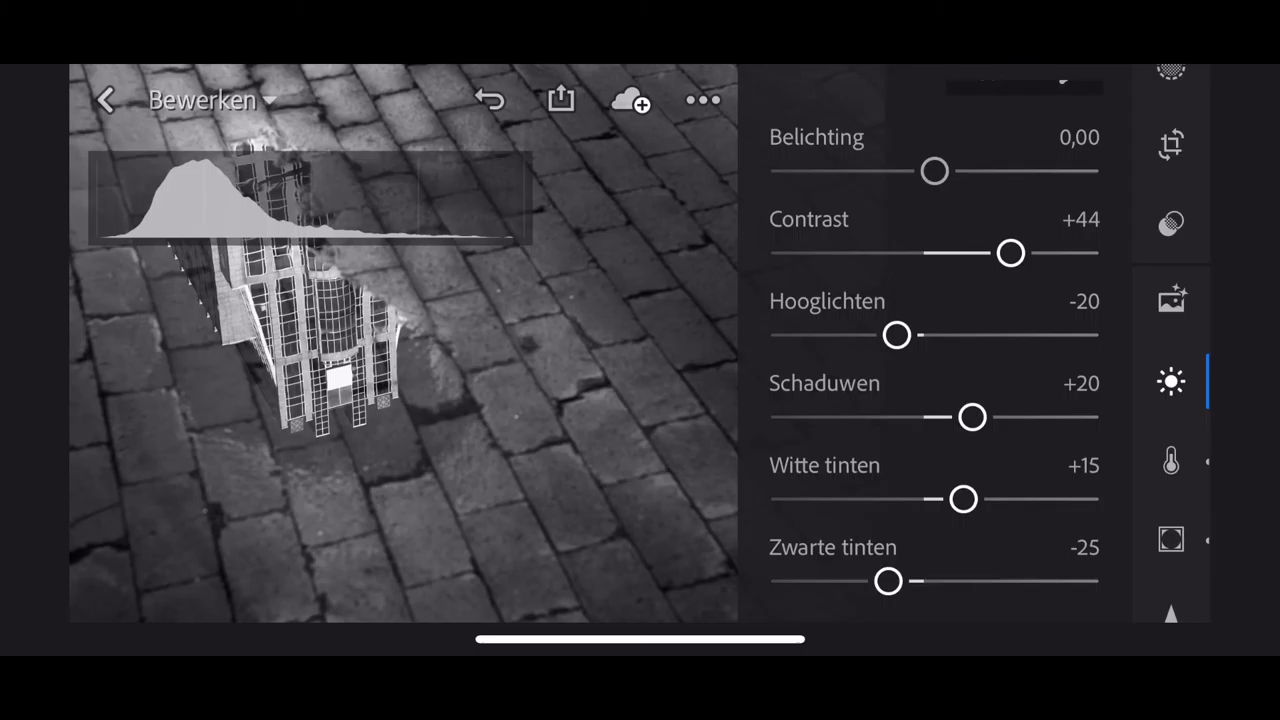 Bewerken
Belichting 0,00
Contrast +44
Hooglichten -20
Schaduwen +20
Witte tinten +15
Zwarte tinten -25